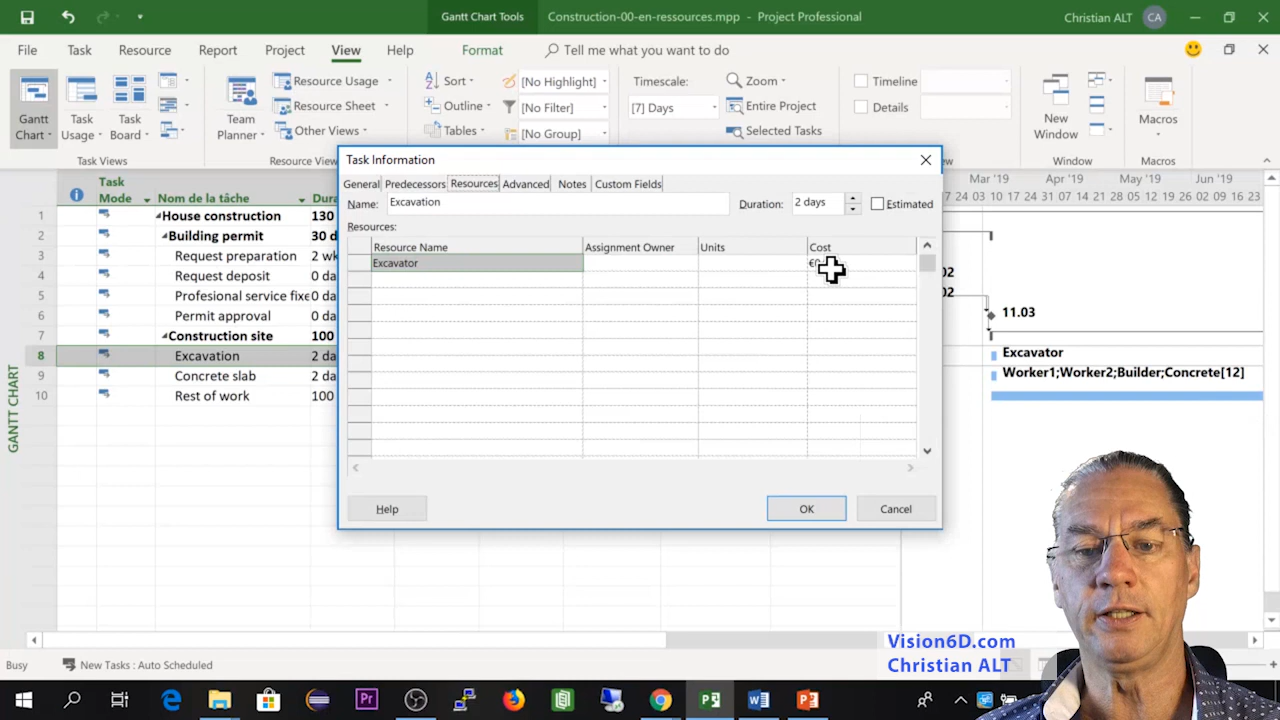 Gantt Chart Tools
Construction-00-en-ressources.mpp - Project Professional
Christian ALT
CA
File
Task
Resource
Report
Project
View
Help
Format
Tell me what you want to do
Gantt Chart
Task Usage
Task Board
Task Views
Team Planner
Resource Usage
Resource Sheet
Other Views
Resource View
Sort
Outline
Tables
[No Highlight]
[No Filter]
[No Group]
Timescale:
[7] Days
Zoom
Entire Project
Selected Tasks
Timeline
Details
New Window
Window
Macros
Macros
Task Information
General
Predecessors
Resources
Advanced
Notes
Custom Fields
Name:
Excavation
Duration:
2 days
Estimated
Resources:
Resource Name
Assignment Owner
Units
Cost
Excavator
Help
OK
Cancel
Task Mode
Nom de la tâche
Dura
1 House construction 130
2 Building permit 30 d
3 Request preparation 2 wk
4 Request deposit 0 da
5 Profesional service fixe 0 da
6 Permit approval 0 da
7 Construction site 100
8 Excavation 2 da
9 Concrete slab 2 da
10 Rest of work 100
GANTT CHART
Mar '19
Apr '19
May '19
Jun '19
17 24 03 10 17 24 31 07 14 21 28 05 12 19 26 02 09 16 23
02
02
11.03
Excavator
Worker1;Worker2;Builder;Concrete[12]
Busy
New Tasks : Auto Scheduled
Vision6D.com
Christian ALT